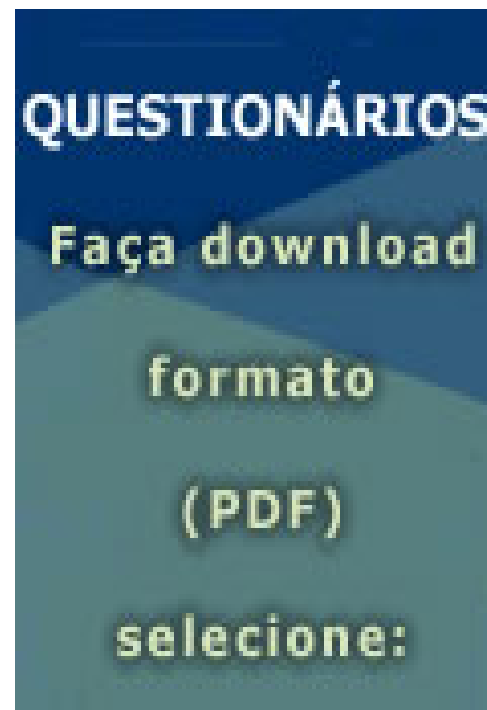 QUESTIONÁRIOS
Faça download
formato
(PDF)
selecione: